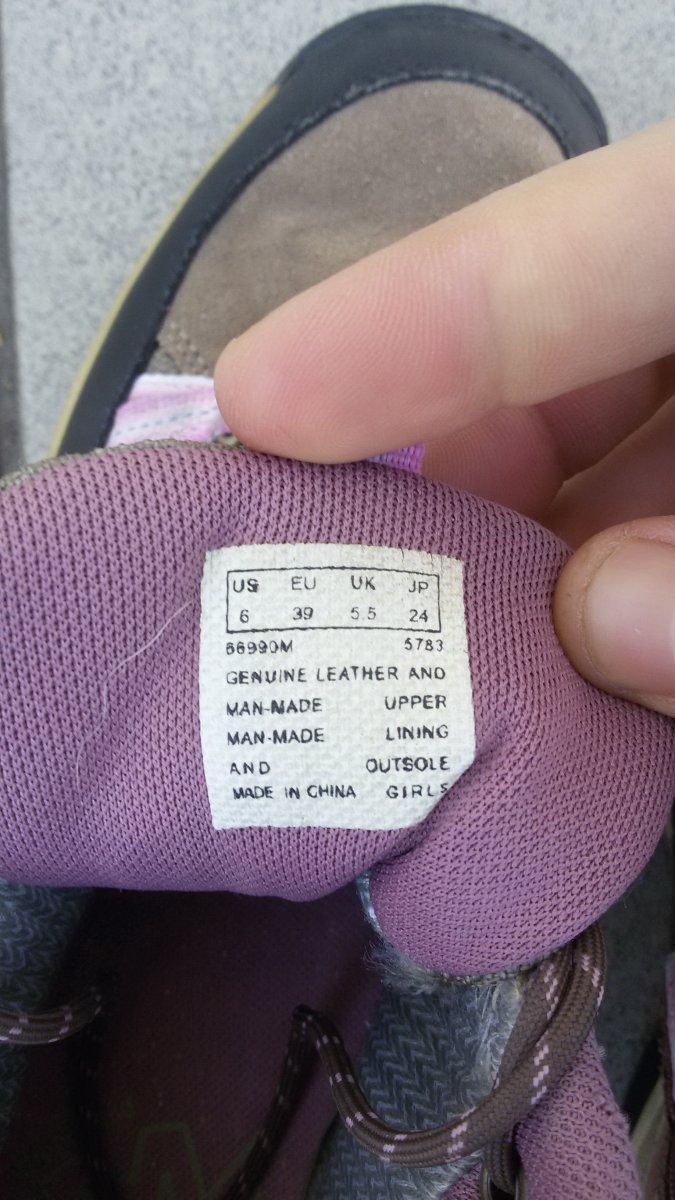 US EU UK JP
6 39 5.5 24
66990M 5783
GENUINE LEATHER AND
MAN-MADE UPPER
MAN-MADE LINING
AND OUTSOLE
MADE IN CHINA GIRLS